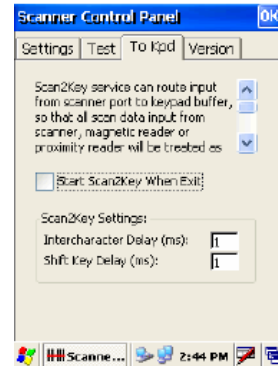 Scanner Control Panel OK
Settings Test To Kpd Version
Scan2Key service can route input
from scanner port to keypad buffer,
so that all scan data input from
scanner, magnetic reader or
proximity reader will be treated as
Start Scan2Key When Exit
Scan2Key Settings:
Intercharacter Delay (ms): 1
Shift Key Delay (ms): 1
Scanne... 2:44 PM